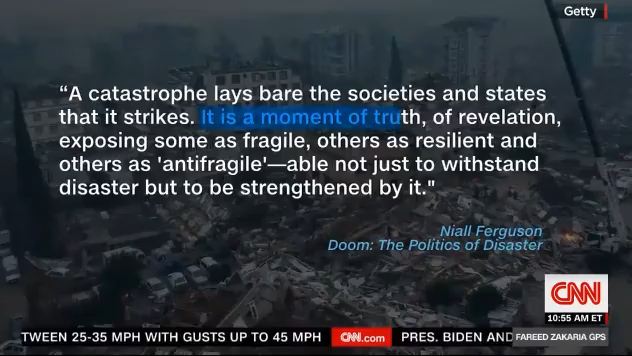 Getty
“A catastrophe lays bare the societies and states
that it strikes. It is a moment of truth, of revelation,
exposing some as fragile, others as resilient and
others as 'antifragile'—able not just to withstand
disaster but to be strengthened by it."
Niall Ferguson
Doom: The Politics of Disaster
CNN
10:55 AM ET
TWEEN 25-35 MPH WITH GUSTS UP TO 45 MPH CNN.com PRES. BIDEN AND
FAREED ZAKARIA GPS